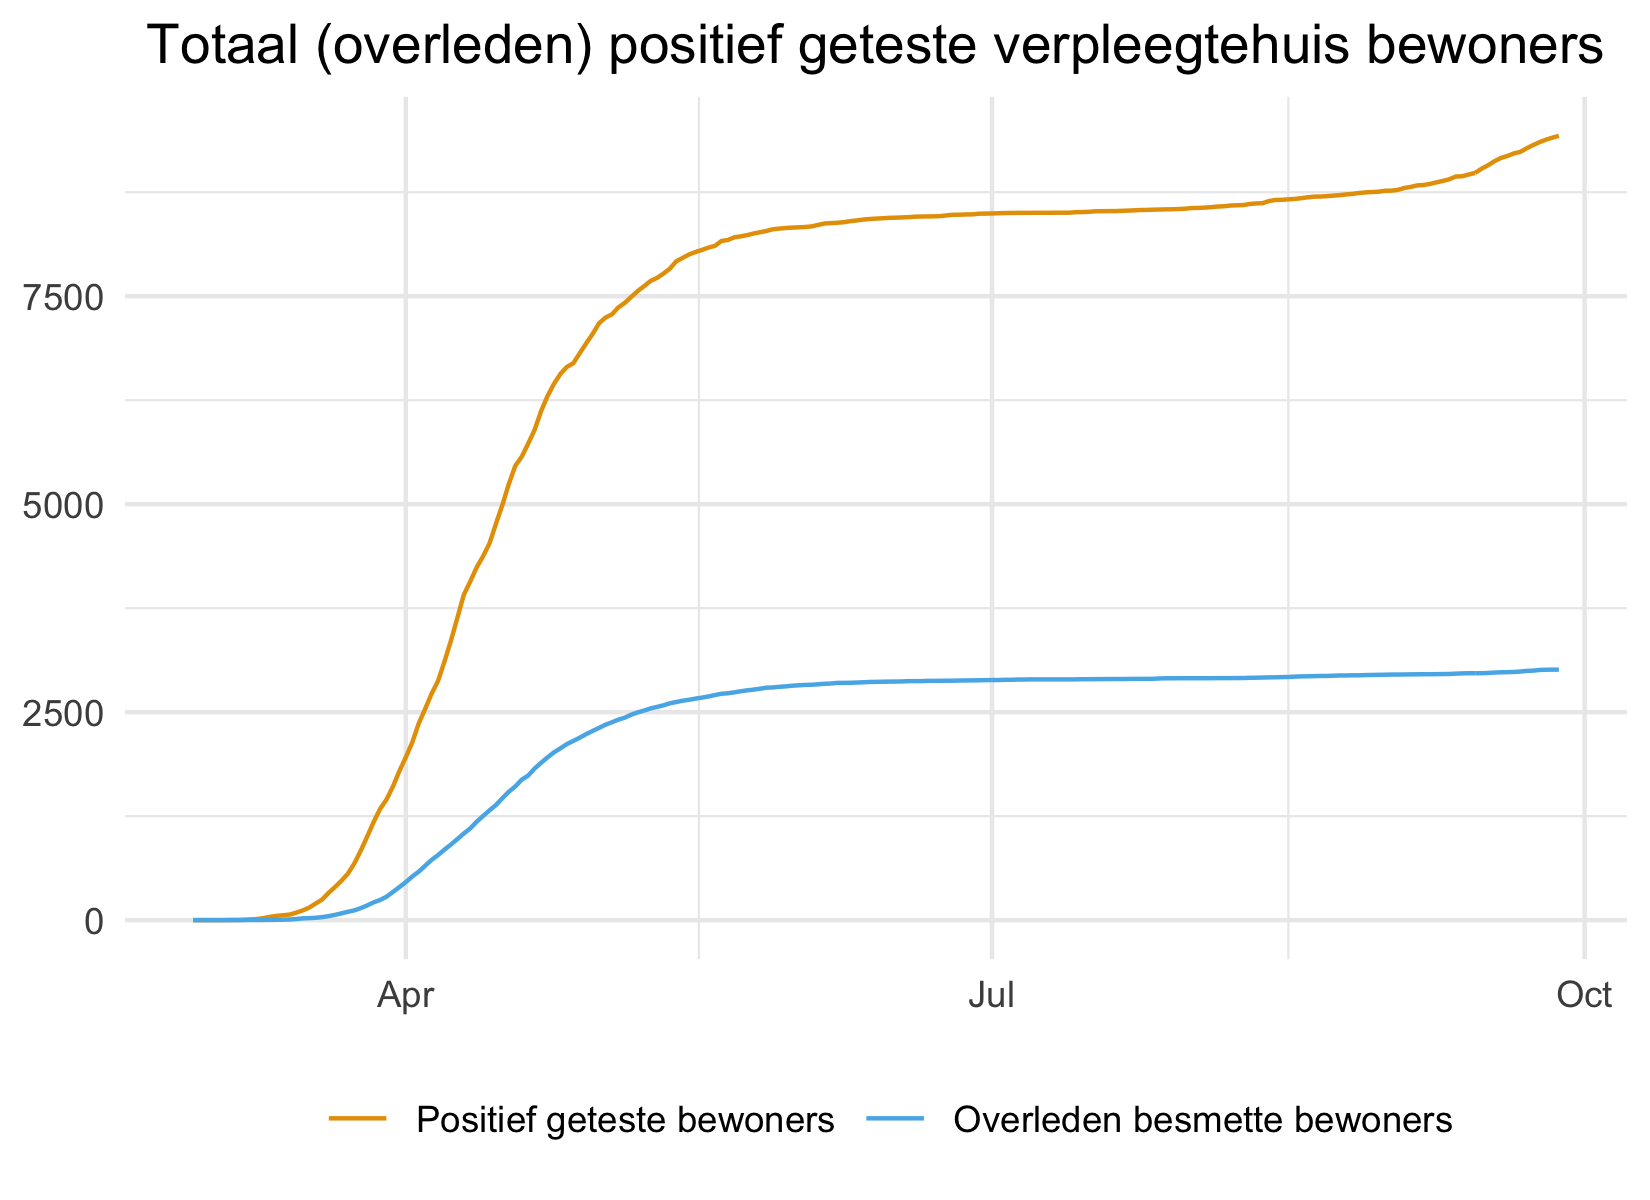 Totaal (overleden) positief geteste verpleegtehuis bewoners
7500
5000
2500
0
Apr
Jul
Oct
Positief geteste bewoners
Overleden besmette bewoners